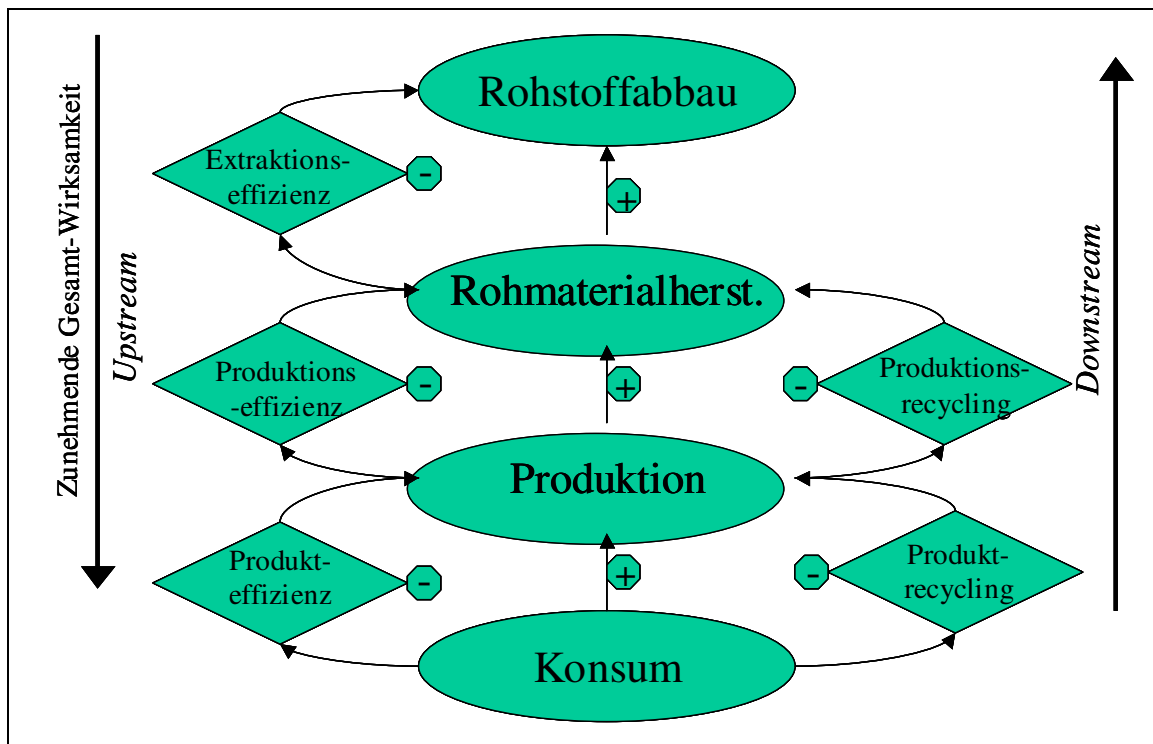 Zunehmende Gesamt-Wirksamkeit
Upstream
Rohstoffabbau
Extraktions-
effizienz
-
+
Rohmaterialherst.
Produktions
-effizienz
-
+
-
Produktions-
recycling
Downstream
Produktion
Produkt-
effizienz
-
+
-
Produkt-
recycling
Konsum